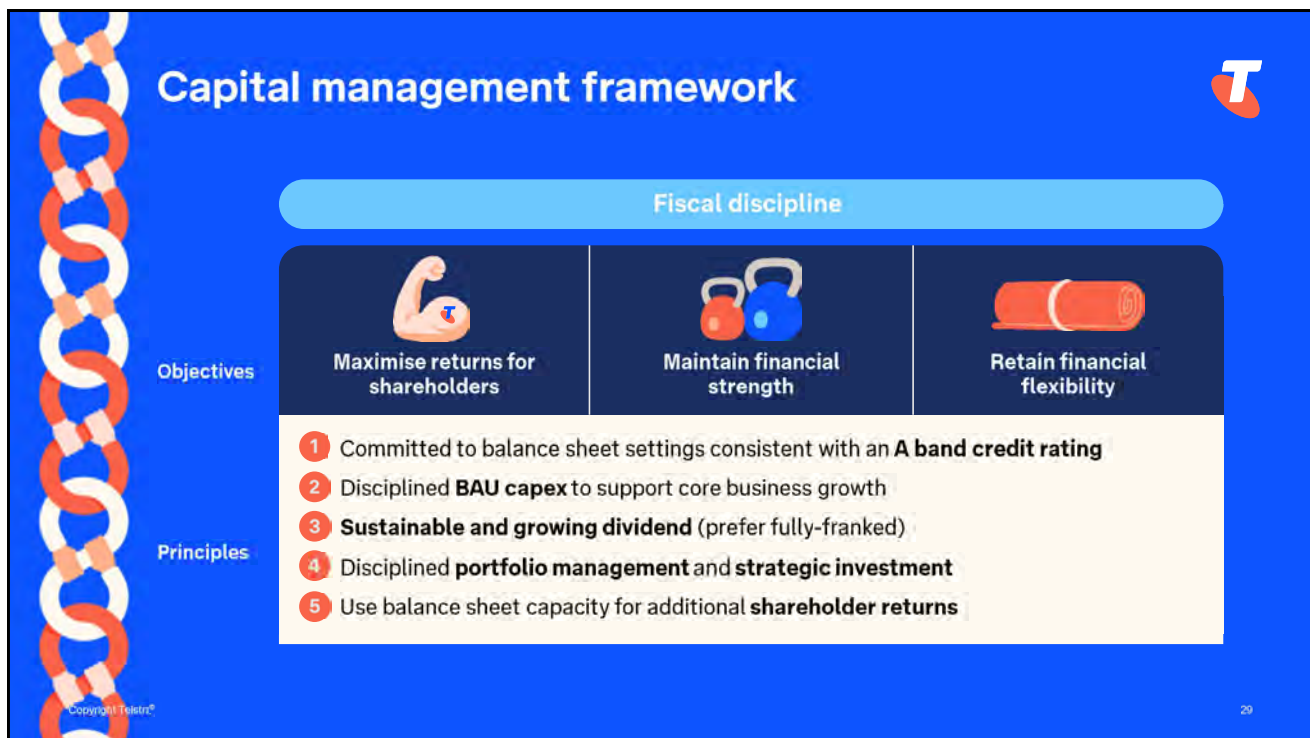 Capital management framework
T
Fiscal discipline
Objectives
Maximise returns for
shareholders
Maintain financial
strength
Retain financial
flexibility
Principles
1 Committed to balance sheet settings consistent with an A band credit rating
2 Disciplined BAU capex to support core business growth
3 Sustainable and growing dividend (prefer fully-franked)
4 Disciplined portfolio management and strategic investment
5 Use balance sheet capacity for additional shareholder returns
Copyright Telstra©
29